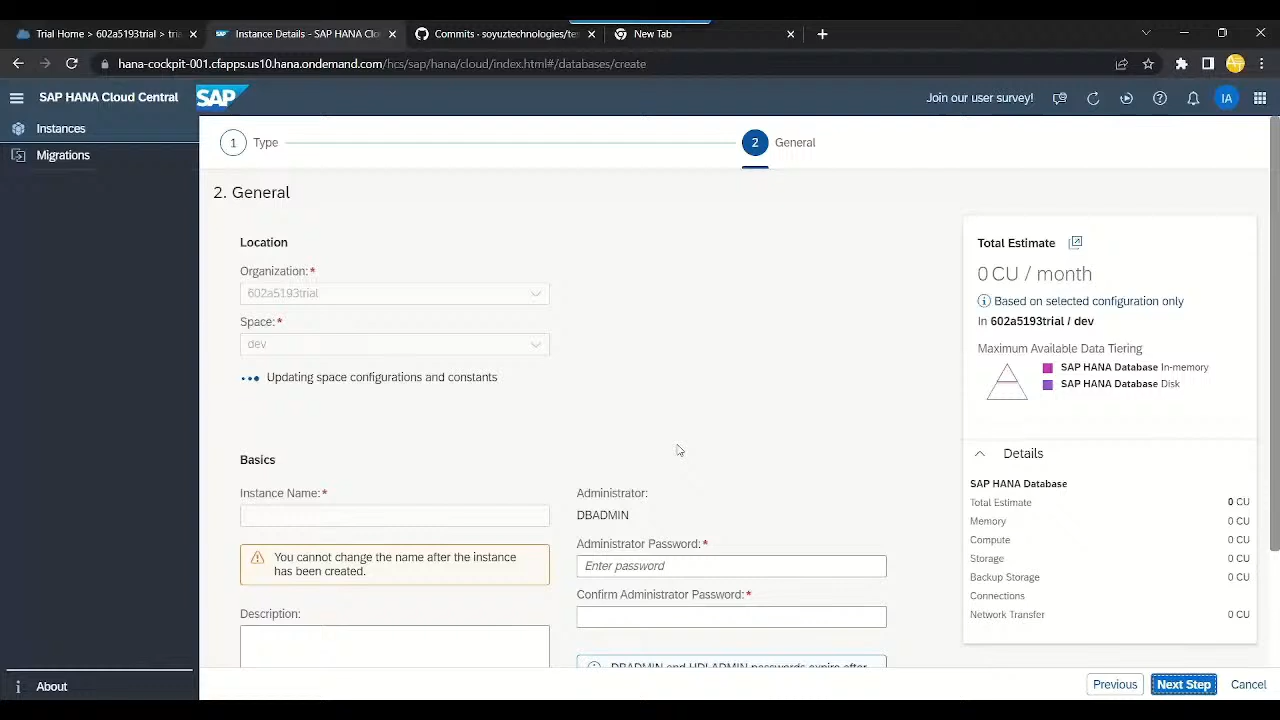 Trial Home > 602a5193trial > tri
Instance Details - SAP HANA Clo
Commits · soyuztechnologies/te
New Tab
hana-cockpit-001.cfapps.us10.hana.ondemand.com/hcs/sap/hana/cloud/index.html#/databases/create
SAP HANA Cloud Central
SAP
Join our user survey!
IA
Instances
Migrations
1 Type
2 General
2. General
Location
Organization:*
602a5193trial
Space:*
dev
Updating space configurations and constants
Basics
Instance Name:*
You cannot change the name after the instance
has been created.
Description:
Administrator:
DBADMIN
Administrator Password:*
Enter password
Confirm Administrator Password:*
DBADMIN and HDLADMIN passwords expire after
Total Estimate
0 CU / month
Based on selected configuration only
In 602a5193trial / dev
Maximum Available Data Tiering
SAP HANA Database In-memory
SAP HANA Database Disk
Details
SAP HANA Database
Total Estimate 0 CU
Memory 0 CU
Compute 0 CU
Storage 0 CU
Backup Storage 0 CU
Connections
Network Transfer 0 CU
About
Previous
Next Step
Cancel